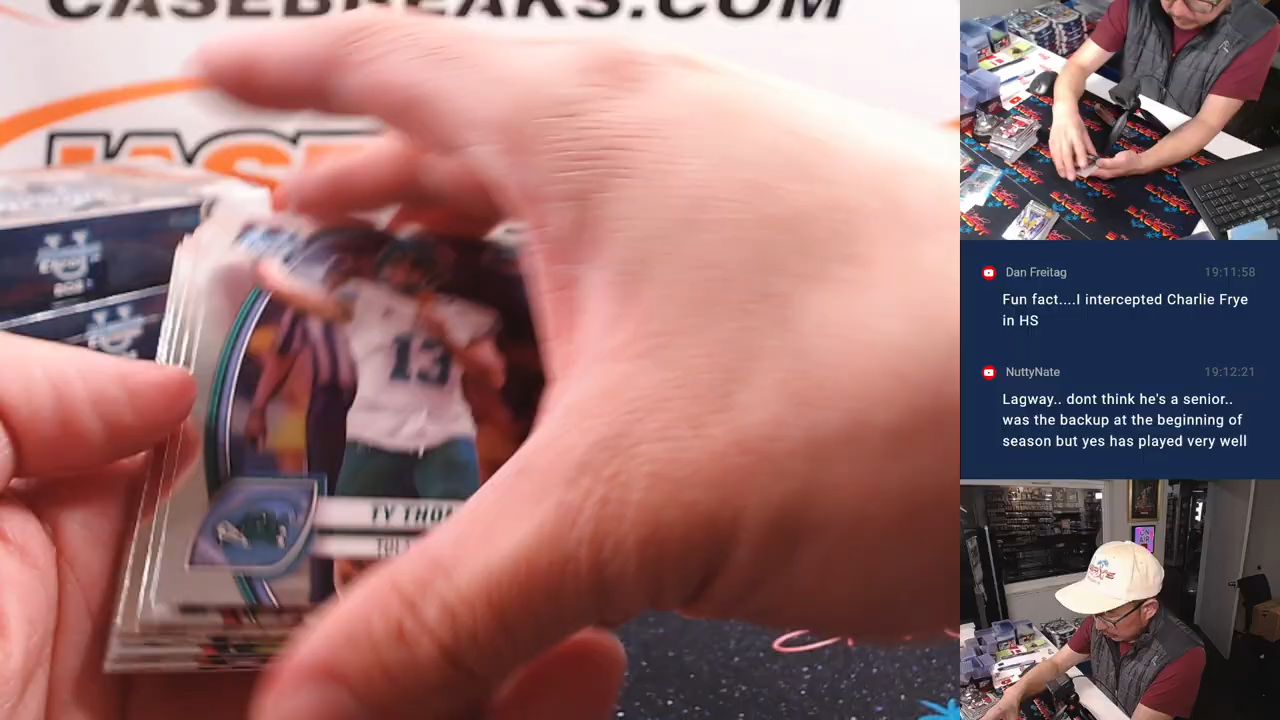 CASEBREAKS.COM
13
TY THO
TUL
Dan Freitag
19:11:58
Fun fact....I intercepted Charlie Frye
in HS
NuttyNate
19:12:21
Lagway.. dont think he's a senior..
was the backup at the beginning of
season but yes has played very well